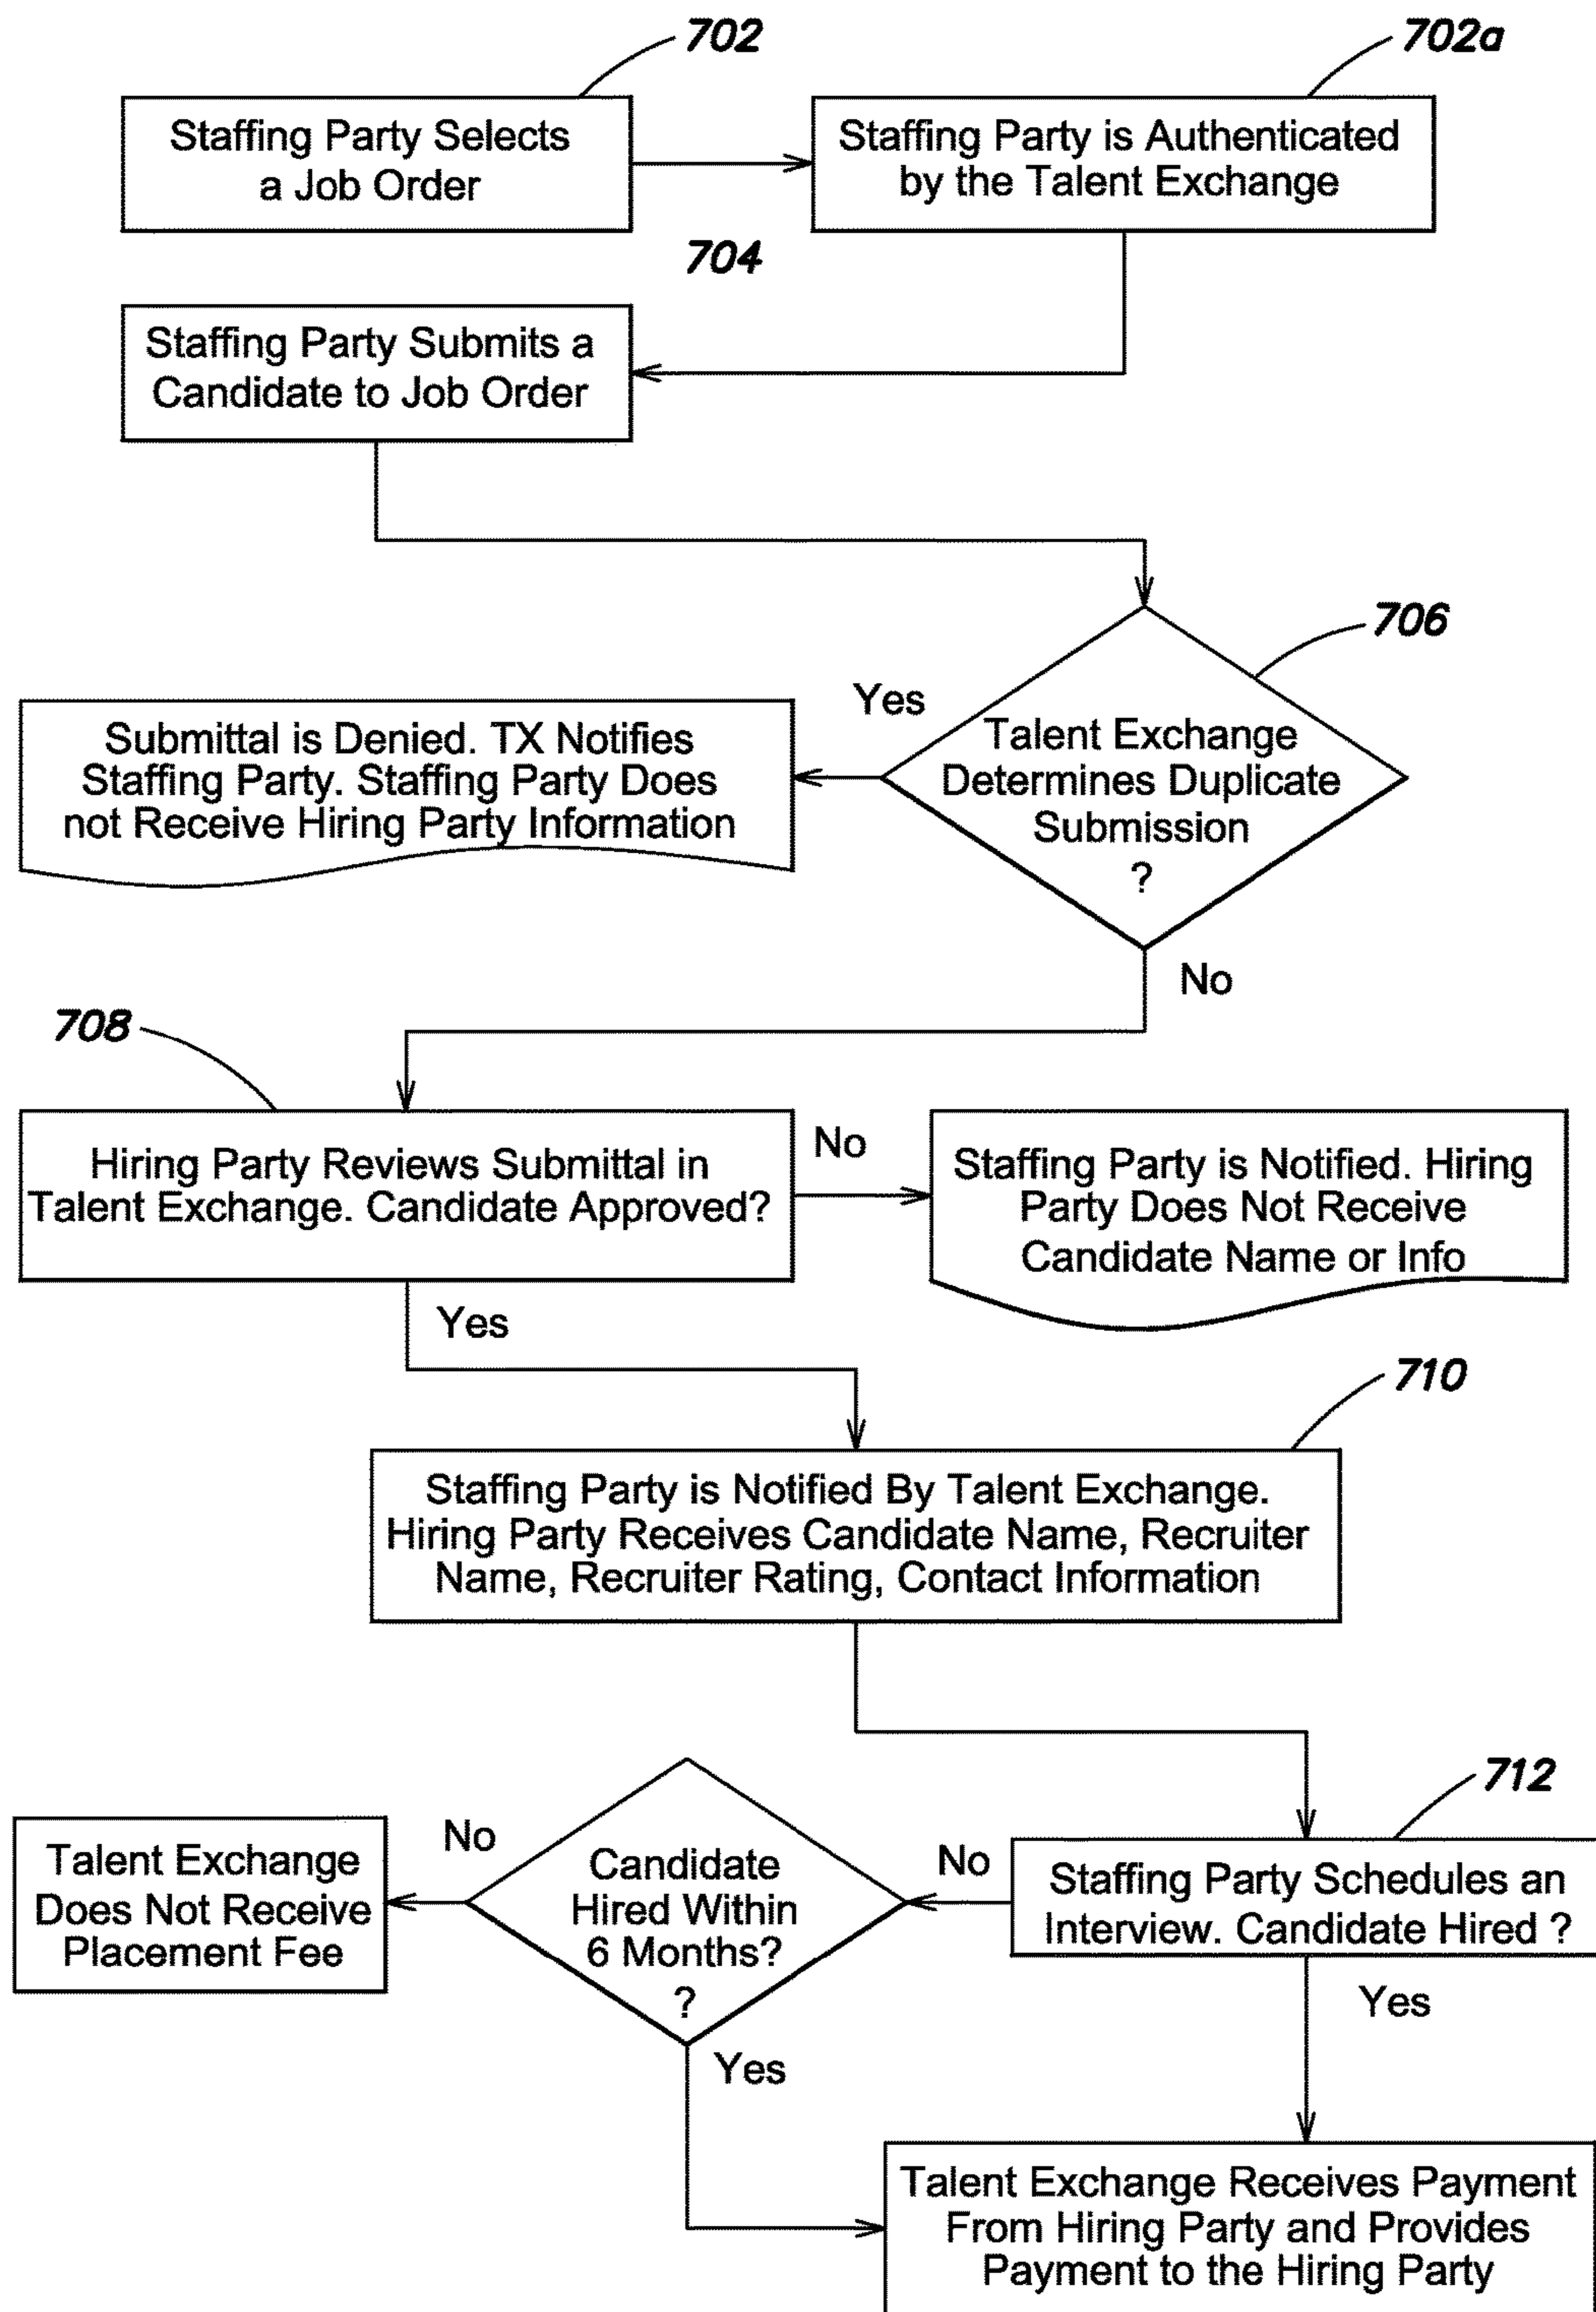 702
702a
Staffing Party Selects
a Job Order
Staffing Party is Authenticated
by the Talent Exchange
704
Staffing Party Submits a
Candidate to Job Order
706
Yes
Submittal is Denied. TX Notifies
Staffing Party. Staffing Party Does
not Receive Hiring Party Information
Talent Exchange
Determines Duplicate
Submission
?
No
708
Hiring Party Reviews Submittal in
Talent Exchange. Candidate Approved?
No
Staffing Party is Notified. Hiring
Party Does Not Receive
Candidate Name or Info
Yes
710
Staffing Party is Notified By Talent Exchange.
Hiring Party Receives Candidate Name, Recruiter
Name, Recruiter Rating, Contact Information
712
Staffing Party Schedules an
Interview. Candidate Hired ?
No
Candidate
Hired Within
6 Months?
?
No
Talent Exchange
Does Not Receive
Placement Fee
Yes
Yes
Talent Exchange Receives Payment
From Hiring Party and Provides
Payment to the Hiring Party